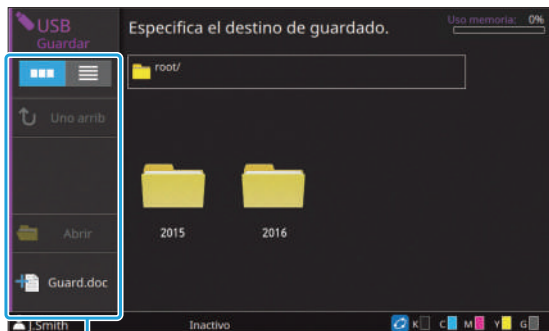 USB
Guardar
Especifica el destino de guardado.
Uso memoria: 0%
root/
Uno arrib
Abrir
Guard.doc
2015
2016
J.Smith
Inactivo
K C M Y G